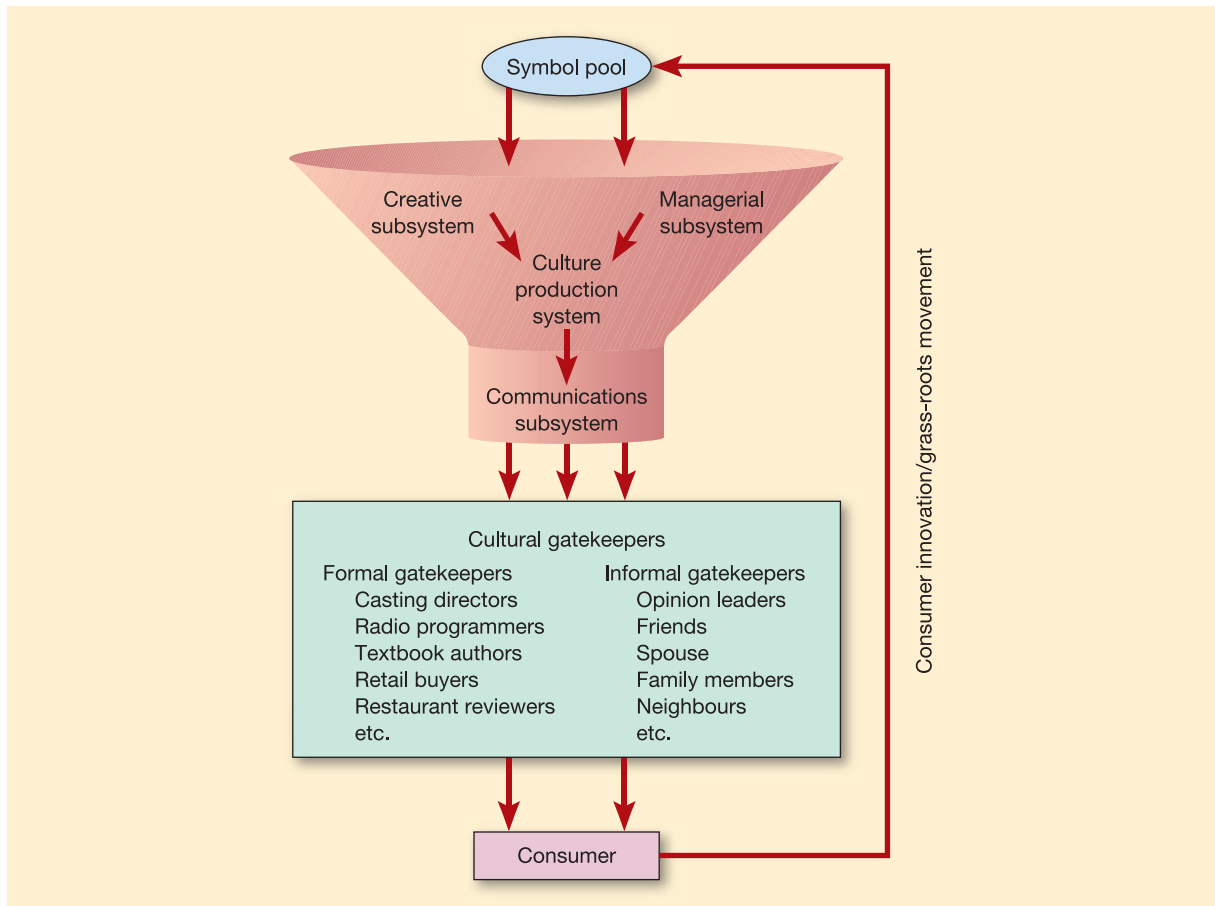 Symbol pool
Creative
subsystem
Managerial
subsystem
Culture
production
system
Communications
subsystem
Cultural gatekeepers
Formal gatekeepers
Casting directors
Radio programmers
Textbook authors
Retail buyers
Restaurant reviewers
etc.
Informal gatekeepers
Opinion leaders
Friends
Spouse
Family members
Neighbours
etc.
Consumer
Consumer innovation/grass-roots movement